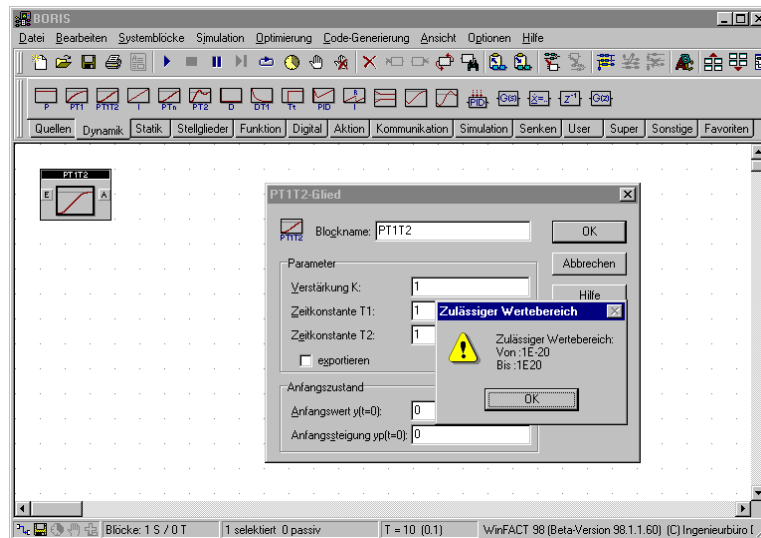 BORIS
Datei Bearbeiten Systemblöcke Simulation Optimierung Code-Generierung Ansicht Optionen Hilfe
P PT1 PT1T2 I PTn PT2 D DT1 Tt PID R I G(s) ẋ=.. z⁻¹ G(z)
Quellen Dynamik Statik Stellglieder Funktion Digital Aktion Kommunikation Simulation Senken User Super Sonstige Favoriten
PT1T2
E A
PT1T2-Glied
PT1T2 Blockname: PT1T2 OK
Parameter Abbrechen
Verstärkung K: 1 Hilfe
Zeitkonstante T1: 1
Zeitkonstante T2: 1
exportieren
Anfangszustand
Anfangswert y(t=0): 0
Anfangssteigung yp(t=0): 0
Zulässiger Wertebereich
Zulässiger Wertebereich:
Von :1E-20
Bis :1E20
OK
Blöcke: 1 S / 0 T 1 selektiert 0 passiv T = 10 (0.1) WinFACT 98 (Beta-Version 98.1.1.60) (C) Ingenieurbüro